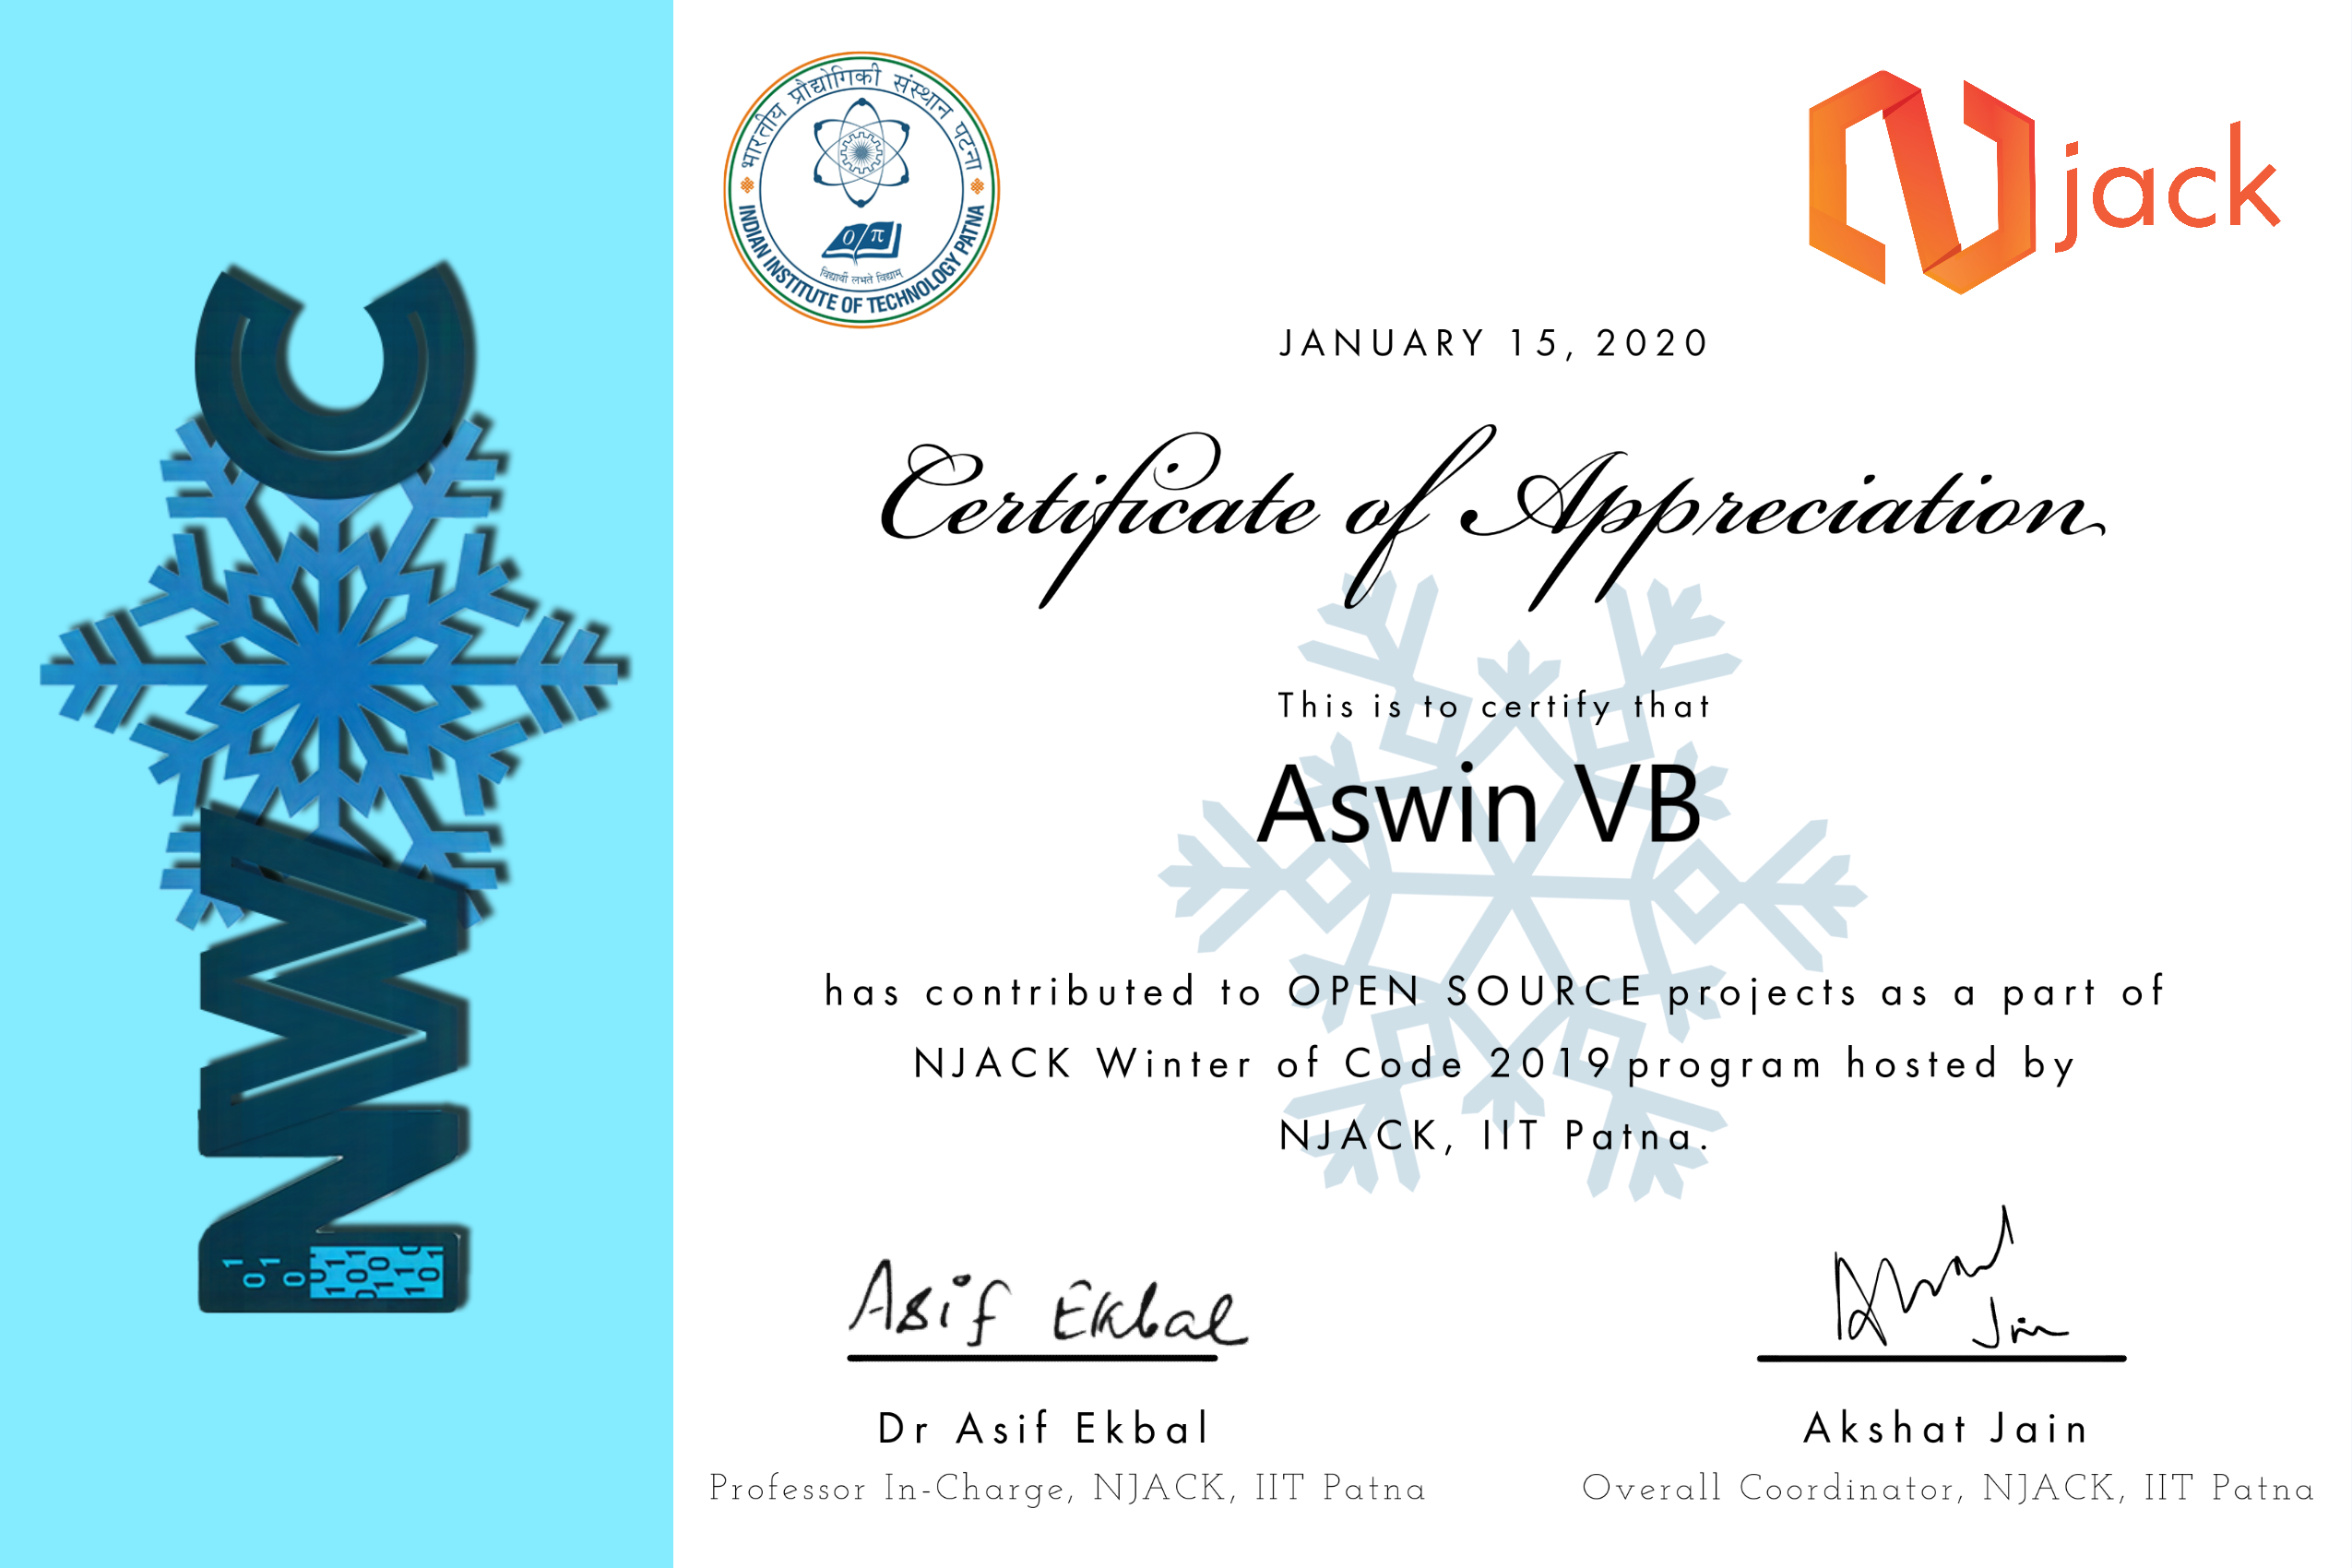 NWC
भारतीय प्रौद्योगिकी संस्थान पटना
0/π
विद्यार्थी लभते विद्याम्
INDIAN INSTITUTE OF TECHNOLOGY PATNA
N jack
JANUARY 15, 2020
Certificate of Appreciation
This is to certify that
Aswin VB
has contributed to OPEN SOURCE projects as a part of
NJACK Winter of Code 2019 program hosted by
NJACK, IIT Patna.
Asif Ekbal
Jain
Dr Asif Ekbal
Akshat Jain
Professor In-Charge, NJACK, IIT Patna
Overall Coordinator, NJACK, IIT Patna